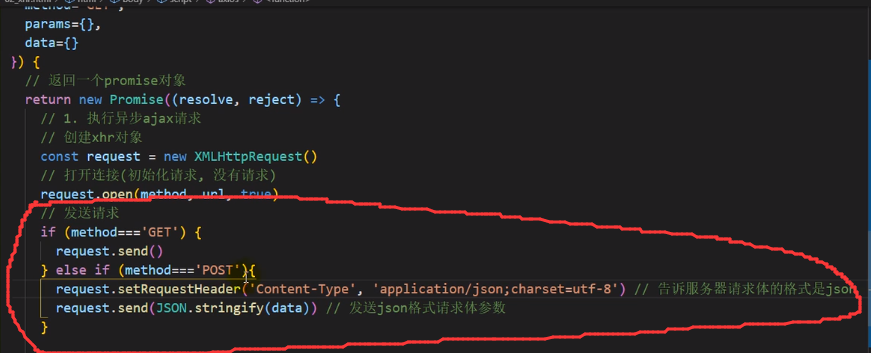 params={},
data={}
}) {
// 返回一个promise对象
return new Promise((resolve, reject) => {
// 1. 执行异步ajax请求
// 创建xhr对象
const request = new XMLHttpRequest()
// 打开连接(初始化请求, 没有请求)
request.open(method, url, true)
// 发送请求
if (method==='GET') {
request.send()
} else if (method==='POST'){
request.setRequestHeader('Content-Type', 'application/json;charset=utf-8') // 告诉服务器请求体的格式是json
request.send(JSON.stringify(data)) // 发送json格式请求体参数
}